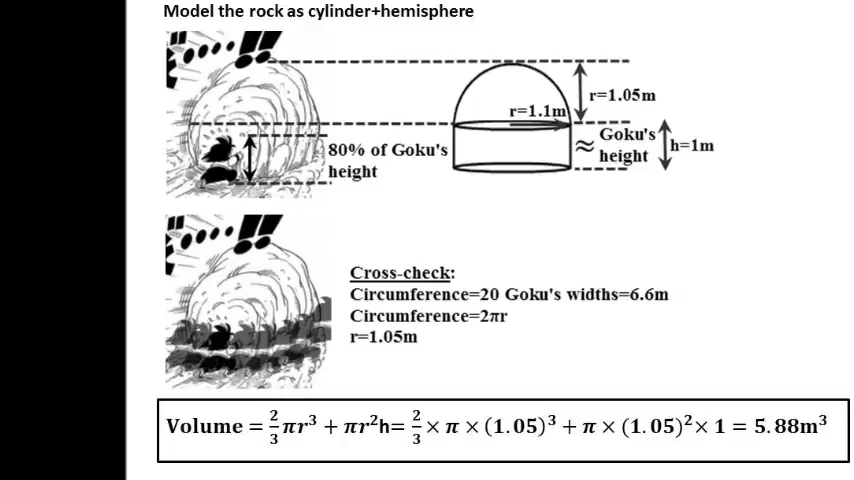 Model the rock as cylinder+hemisphere
r=1.05m
r=1.1m
80% of Goku's
height
≈ Goku's
height
h=1m
Cross-check:
Circumference=20 Goku's widths=6.6m
Circumference=2πr
r=1.05m
Volume = 2/3 πr³ + πr²h= 2/3 × π × (1.05)³ + π × (1.05)² × 1 = 5.88m³